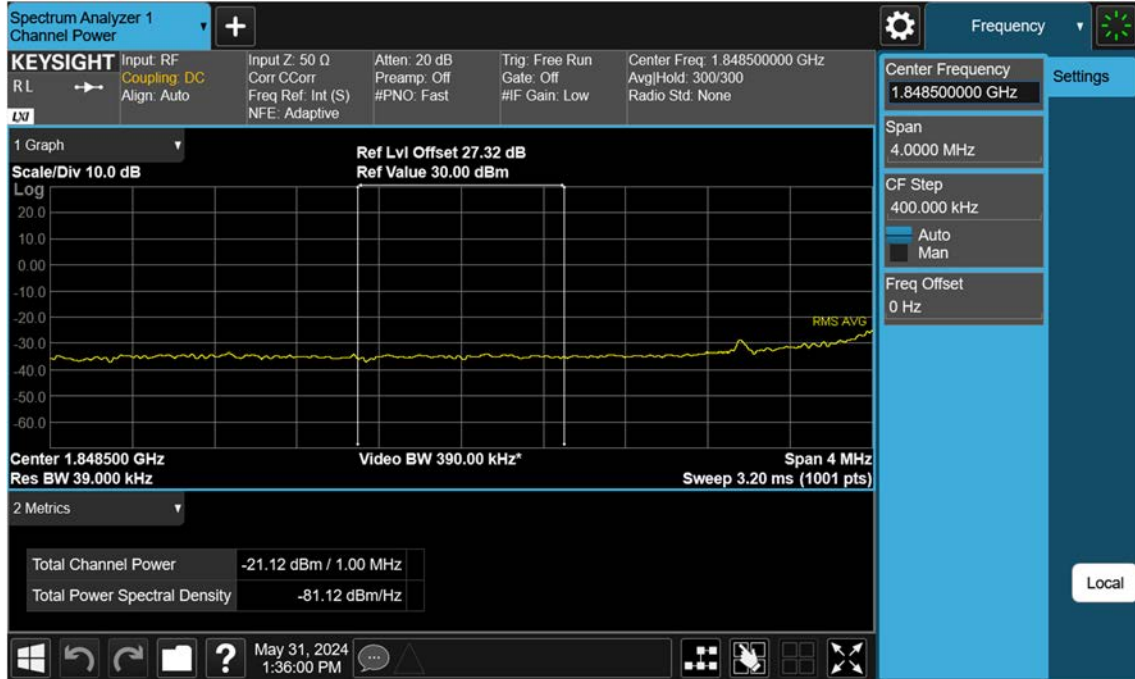 Spectrum Analyzer 1
Channel Power
Frequency
KEYSIGHT
R L
LXI
Input: RF
Coupling: DC
Align: Auto
Input Z: 50 Ω
Corr CCorr
Freq Ref: Int (S)
NFE: Adaptive
Atten: 20 dB
Preamp: Off
#PNO: Fast
Trig: Free Run
Gate: Off
#IF Gain: Low
Center Freq: 1.848500000 GHz
Avg|Hold: 300/300
Radio Std: None
1 Graph
Scale/Div 10.0 dB
Ref Lvl Offset 27.32 dB
Ref Value 30.00 dBm
Log
20.0
10.0
0.00
-10.0
-20.0
-30.0
-40.0
-50.0
-60.0
RMS AVG
Center 1.848500 GHz
Res BW 39.000 kHz
Video BW 390.00 kHz*
Span 4 MHz
Sweep 3.20 ms (1001 pts)
2 Metrics
Total Channel Power -21.12 dBm / 1.00 MHz
Total Power Spectral Density -81.12 dBm/Hz
Center Frequency
1.848500000 GHz
Span
4.0000 MHz
CF Step
400.000 kHz
Auto
Man
Freq Offset
0 Hz
Settings
Local
?
May 31, 2024
1:36:00 PM